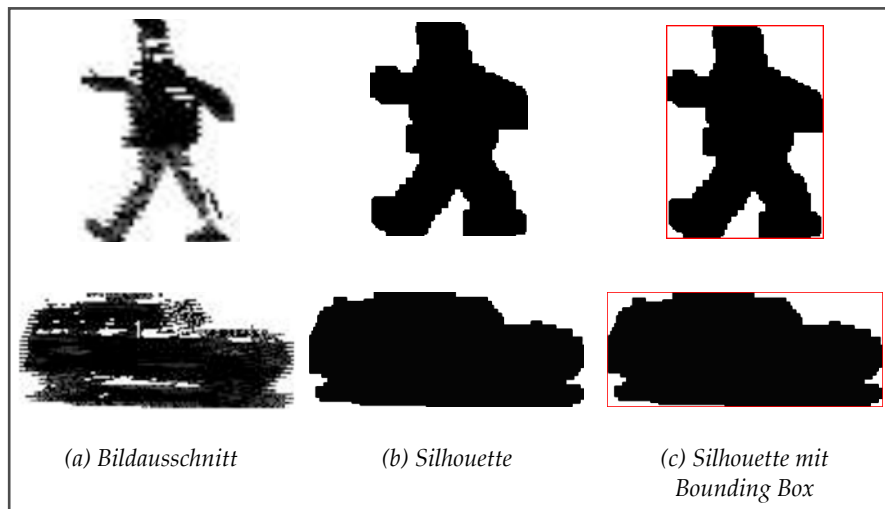 (a) Bildausschnitt
(b) Silhouette
(c) Silhouette mit
Bounding Box